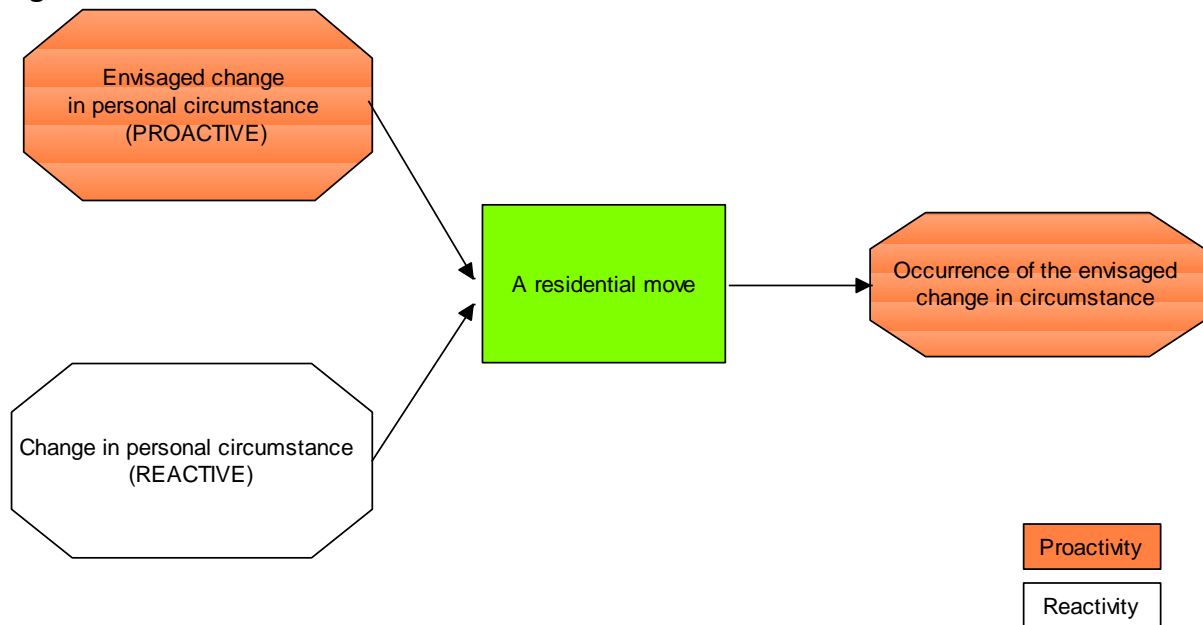 Envisaged change
in personal circumstance
(PROACTIVE)
A residential move
Occurrence of the envisaged
change in circumstance
Change in personal circumstance
(REACTIVE)
Proactivity
Reactivity